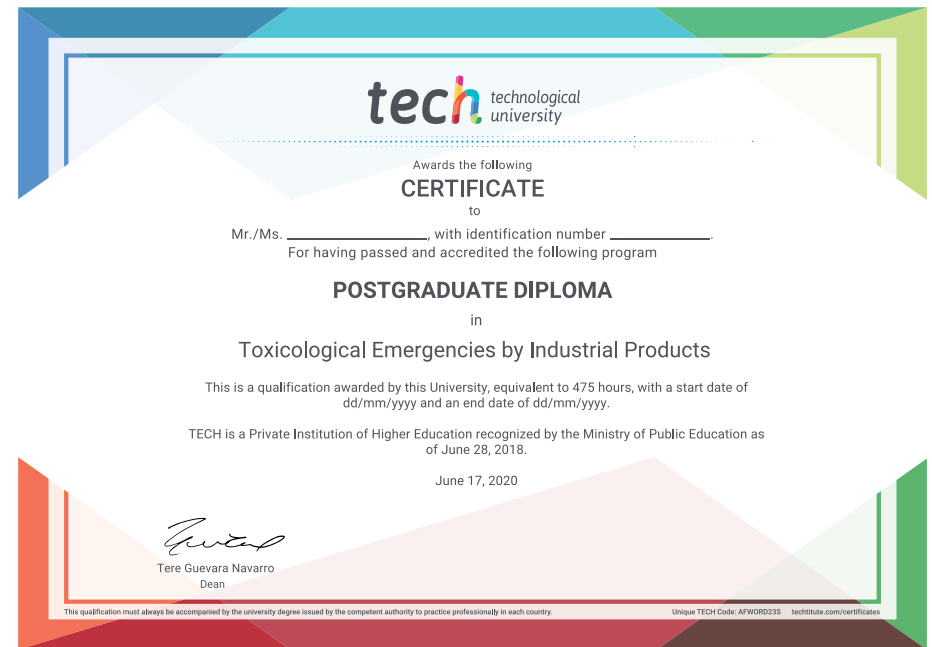 tech technological
university
Awards the following
CERTIFICATE
to
Mr./Ms. ____________, with identification number ____________.
For having passed and accredited the following program
POSTGRADUATE DIPLOMA
in
Toxicological Emergencies by Industrial Products
This is a qualification awarded by this University, equivalent to 475 hours, with a start date of
dd/mm/yyyy and an end date of dd/mm/yyyy.
TECH is a Private Institution of Higher Education recognized by the Ministry of Public Education as
of June 28, 2018.
June 17, 2020
Tere Guevara Navarro
Dean
This qualification must always be accompanied by the university degree issued by the competent authority to practice professionally in each country.
Unique TECH Code: AFWORD23S techtitute.com/certificates